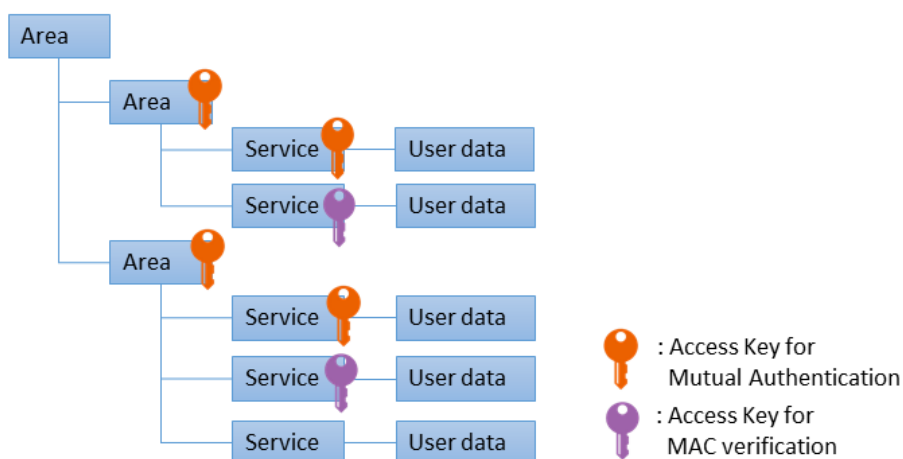 Area
Area
Service User data
Service User data
Area
Service User data
Service User data
Service User data
: Access Key for
Mutual Authentication
: Access Key for
MAC verification